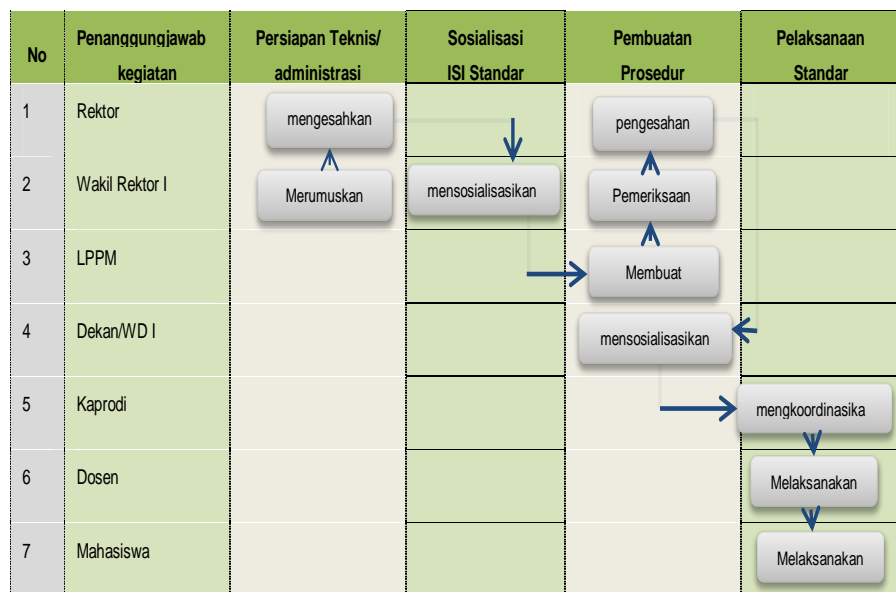 No
Penanggungjawab
kegiatan
Persiapan Teknis/
administrasi
Sosialisasi
ISI Standar
Pembuatan
Prosedur
Pelaksanaan
Standar
1
Rektor
mengesahkan
pengesahan
2
Wakil Rektor I
Merumuskan
mensosialisasikan
Pemeriksaan
3
LPPM
Membuat
4
Dekan/WD I
mensosialisasikan
5
Kaprodi
mengkoordinasika
6
Dosen
Melaksanakan
7
Mahasiswa
Melaksanakan